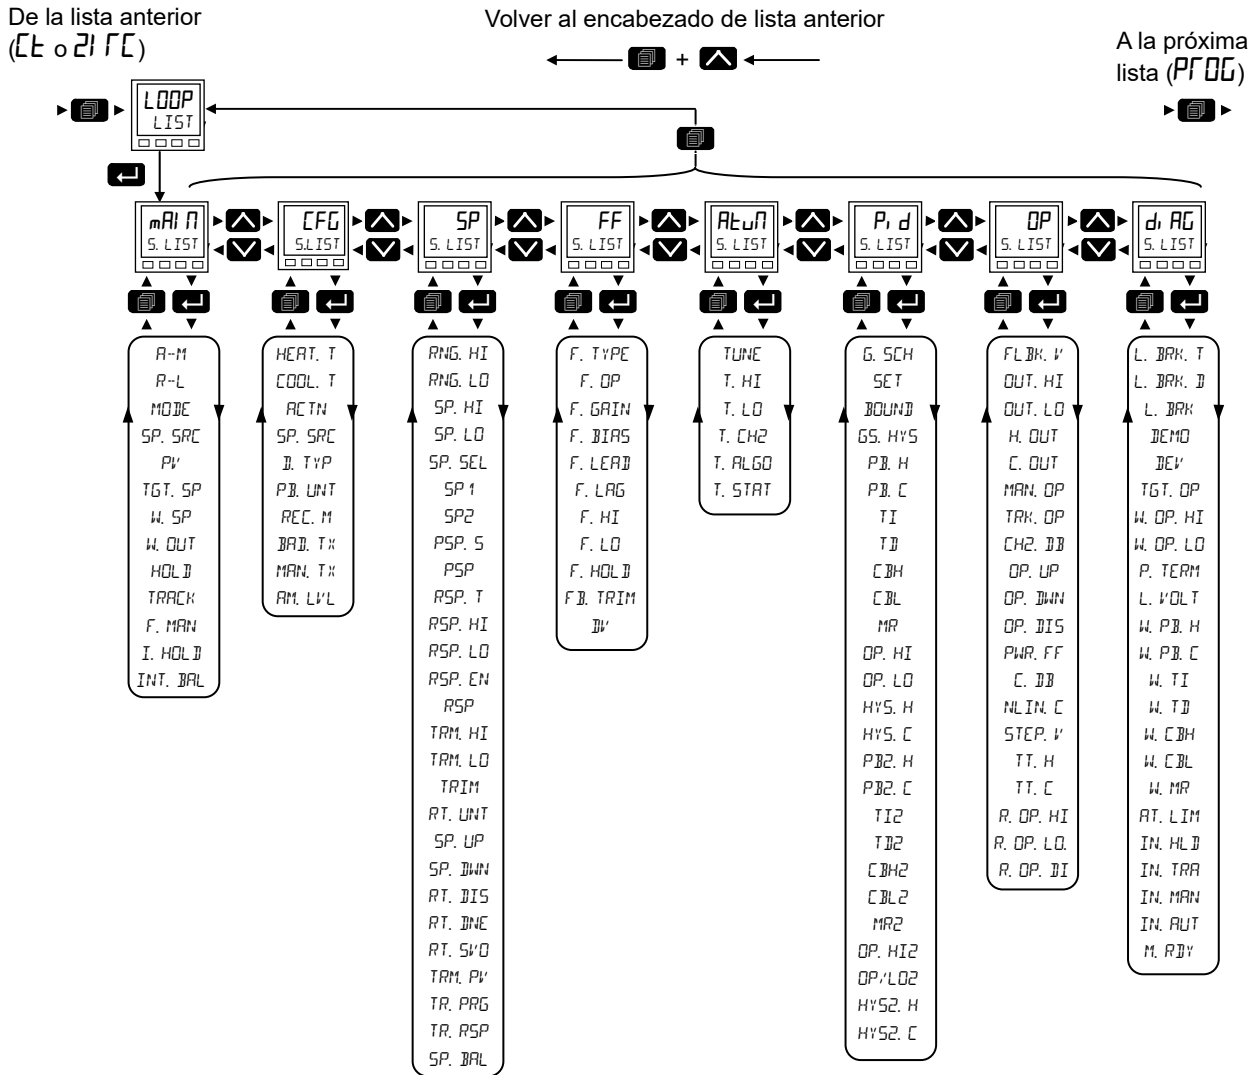 De la lista anterior
(Ct o 21TC)
Volver al encabezado de lista anterior
+
A la próxima
lista (PrOG)
LOOP
LIST
mAIN
S. LIST
CFG
S.LIST
SP
S. LIST
FF
S. LIST
AtuN
S. LIST
Pid
S. LIST
OP
S. LIST
diAG
S. LIST
A-M
R-L
MODE
SP. SRC
PV
TGT. SP
W. SP
W. OUT
HOLD
TRACK
F. MAN
I. HOLD
INT. BAL
HEAT. T
COOL. T
ACTN
SP. SRC
D. TYP
PB. UNT
REC. M
BAD. TX
MAN. TX
AM. LVL
RNG. HI
RNG. LO
SP. HI
SP. LO
SP. SEL
SP1
SP2
PSP. S
PSP
RSP. T
RSP. HI
RSP. LO
RSP. EN
RSP
TRM. HI
TRM. LO
TRIM
RT. UNT
SP. UP
SP. DWN
RT. DIS
RT. DNE
RT. SVO
TRM. PV
TR. PRG
TR. RSP
SP. BAL
F. TYPE
F. OP
F. GAIN
F. BIAS
F. LEAD
F. LAG
F. HI
F. LO
F. HOLD
FB. TRIM
DV
TUNE
T. HI
T. LO
T. CH2
T. ALGO
T. STAT
G. SCH
SET
BOUND
GS. HYS
PB. H
PB. C
TI
TD
CBH
CBL
MR
OP. HI
OP. LO
HYS. H
HYS. C
PB2. H
PB2. C
TI2
TD2
CBH2
CBL2
MR2
OP. HI2
OP/LO2
HYS2. H
HYS2. C
FLBK. V
OUT. HI
OUT. LO
H. OUT
C. OUT
MAN. OP
TRK. OP
CH2. DB
OP. UP
OP. DWN
OP. DIS
PWR. FF
C. DB
NLIN. C
STEP. V
TT. H
TT. C
R. OP. HI
R. OP. LO.
R. OP. DI
L. BRK. T
L. BRK. D
L. BRK
DEMO
DEV
TGT. OP
W. OP. HI
W. OP. LO
P. TERM
L. VOLT
W. PB. H
W. PB. C
W. TI
W. TD
W. CBH
W. CBL
W. MR
AT. LIM
IN. HLD
IN. TRA
IN. MAN
IN. AUT
M. RDY